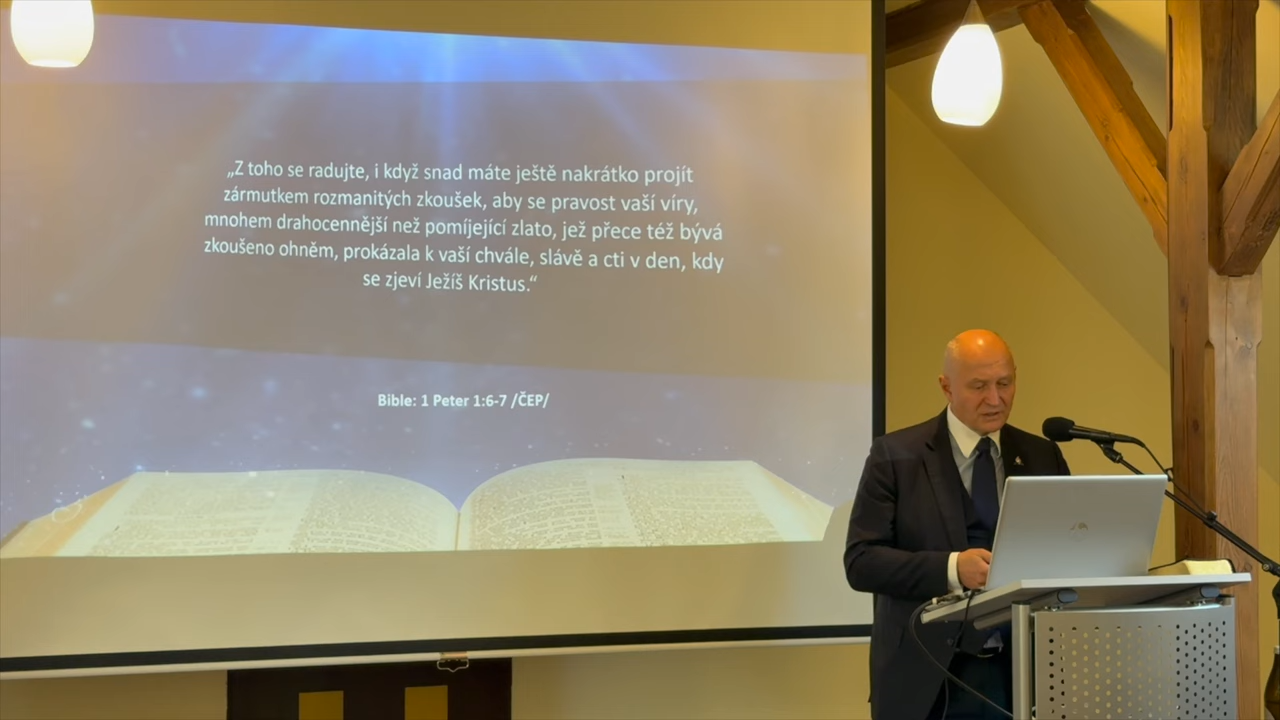 „Z toho se radujte, i když snad máte ještě nakrátko projít
zármutkem rozmanitých zkoušek, aby se pravost vaší víry,
mnohem drahocennější než pomíjející zlato, jež přece též bývá
zkoušeno ohněm, prokázala k vaší chvále, slávě a cti v den, kdy
se zjeví Ježíš Kristus.“
Bible: 1 Peter 1:6-7 /ČEP/